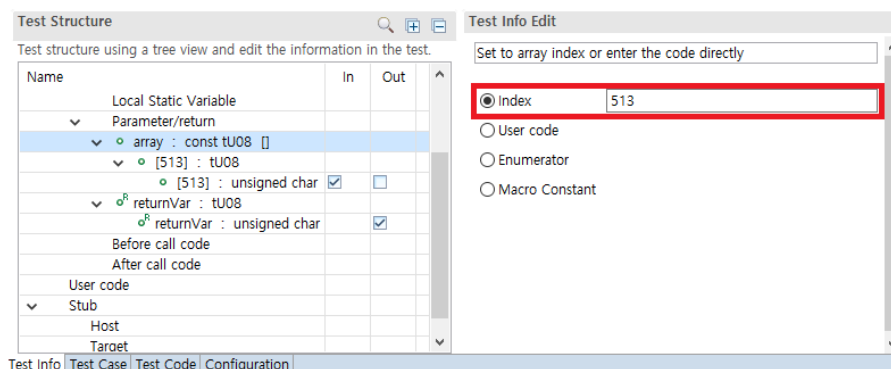 Test Structure
Test structure using a tree view and edit the information in the test.
Name In Out
Local Static Variable
Parameter/return
array : const tU08 []
[513] : tU08
[513] : unsigned char
R returnVar : tU08
R returnVar : unsigned char
Before call code
After call code
User code
Stub
Host
Target
Test Info Test Case Test Code Configuration
Test Info Edit
Set to array index or enter the code directly
Index 513
User code
Enumerator
Macro Constant